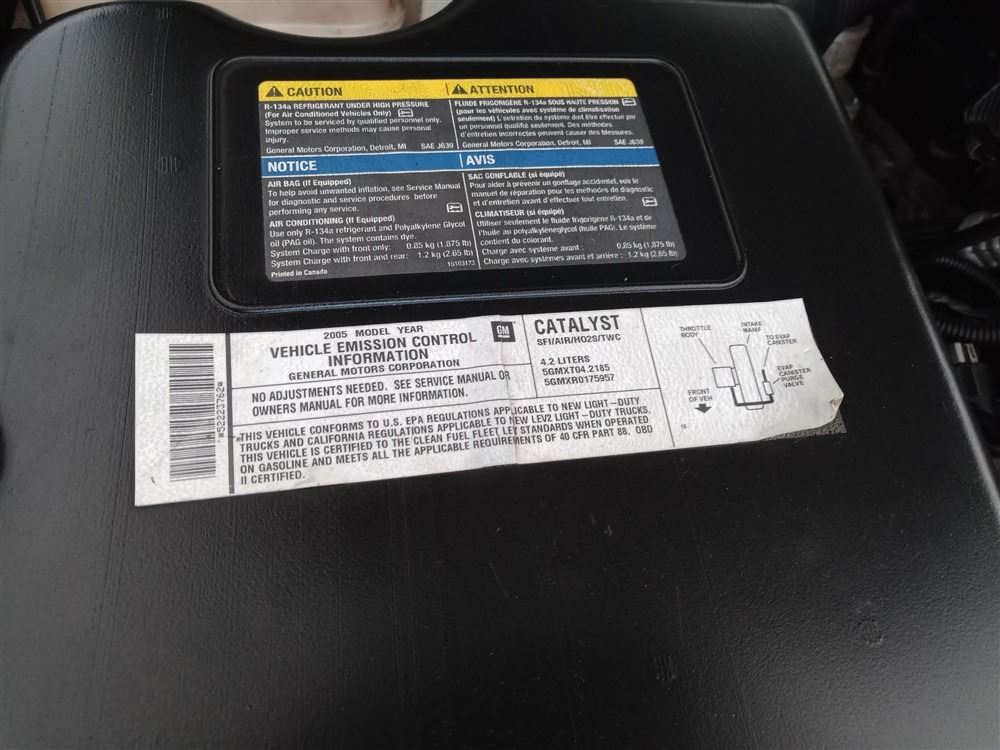 CAUTION
R-134a REFRIGERANT UNDER HIGH PRESSURE
(For Air Conditioned Vehicles Only)
System to be serviced by qualified personnel only.
Improper service methods may cause personal
injury.
General Motors Corporation, Detroit, MI SAE J639
ATTENTION
FLUIDE FRIGORIGÈNE R-134a SOUS HAUTE PRESSION
(pour les véhicules avec système de climatisation
seulement) L'entretien du système doit être effectué par
un personnel qualifié seulement. Des méthodes
d'entretien incorrectes peuvent causer des blessures.
General Motors Corporation, Detroit, MI SAE J639
NOTICE
AIR BAG (If Equipped)
To help avoid unwanted inflation, see Service Manual
for diagnostic and service procedures before
performing any service.
AIR CONDITIONING (If Equipped)
Use only R-134a refrigerant and Polyalkylene Glycol
oil (PAG oil). The system contains dye.
System Charge with front only: 0.85 kg (1.875 lb)
System Charge with front and rear: 1.2 kg (2.65 lb)
Printed in Canada 15103173
AVIS
SAC GONFLABLE (si équipé)
Pour aider à prévenir un gonflage accidentel, voir le
manuel de réparation pour les méthodes de diagnostic
et d'entretien avant d'effectuer tout entretien.
CLIMATISEUR (si équipé)
Utiliser seulement le fluide frigorigène R-134a et de
l'huile au polyalkyleneglycol (huile PAG). Le système
contient du colorant.
Charge avec système avant : 0,85 kg (1.875 lb)
Charge avec systèmes avant et arrière : 1.2 kg (2.65 lb)
*52223762*
2005 MODEL YEAR
VEHICLE EMISSION CONTROL
INFORMATION
GENERAL MOTORS CORPORATION
GM
CATALYST
SFI/AIR/HO2S/TWC
4.2 LITERS
5GMXT04.2185
5GMXR0175957
NO ADJUSTMENTS NEEDED. SEE SERVICE MANUAL OR
OWNERS MANUAL FOR MORE INFORMATION.
THIS VEHICLE CONFORMS TO U.S. EPA REGULATIONS APPLICABLE TO NEW LIGHT-DUTY
TRUCKS AND CALIFORNIA REGULATIONS APPLICABLE TO NEW LEV2 LIGHT-DUTY TRUCKS.
THIS VEHICLE IS CERTIFIED TO THE CLEAN FUEL FLEET LEV STANDARDS WHEN OPERATED
ON GASOLINE AND MEETS ALL THE APPLICABLE REQUIREMENTS OF 40 CFR PART 88. OBD
II CERTIFIED.
THROTTLE
BODY
INTAKE
MANIF
TO EVAP
CANISTER
EVAP
CANISTER
PURGE
VALVE
FRONT
OF VEH